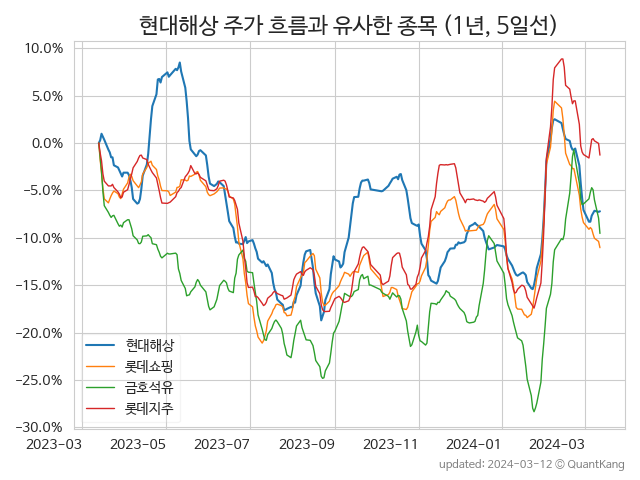 현대해상 주가 흐름과 유사한 종목 (1년, 5일선)
10.0%
5.0%
0.0%
−5.0%
−10.0%
−15.0%
−20.0%
−25.0%
−30.0%
현대해상
롯데쇼핑
금호석유
롯데지주
2023-03 2023-05 2023-07 2023-09 2023-11 2024-01 2024-03
updated: 2024-03-12 © QuantKang